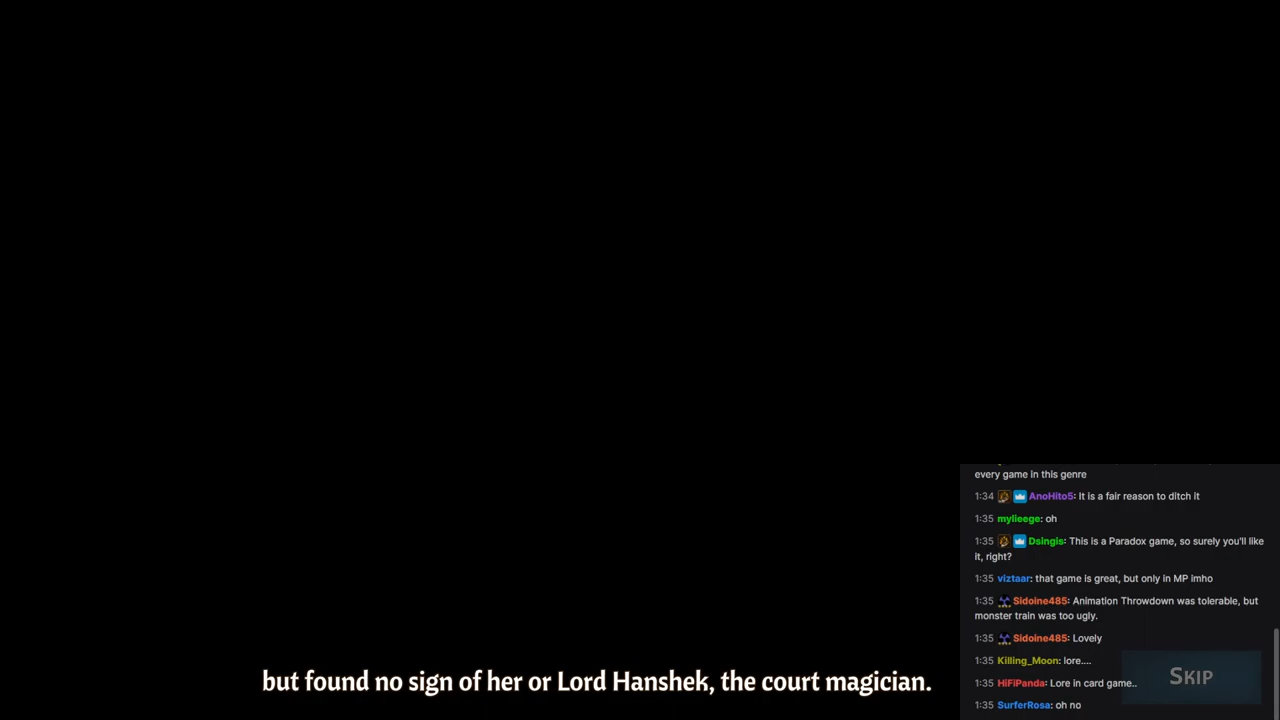 every game in this genre
1:34 AnoHito5: It is a fair reason to ditch it
1:35 mylieege: oh
1:35 Dsingis: This is a Paradox game, so surely you'll like
it, right?
1:35 viztaar: that game is great, but only in MP imho
1:35 Sidoine485: Animation Throwdown was tolerable, but
monster train was too ugly.
1:35 Sidoine485: Lovely
1:35 Killing_Moon: lore....
1:35 HiFiPanda: Lore in card game..
1:35 SurferRosa: oh no
SKIP
but found no sign of her or Lord Hanshek, the court magician.